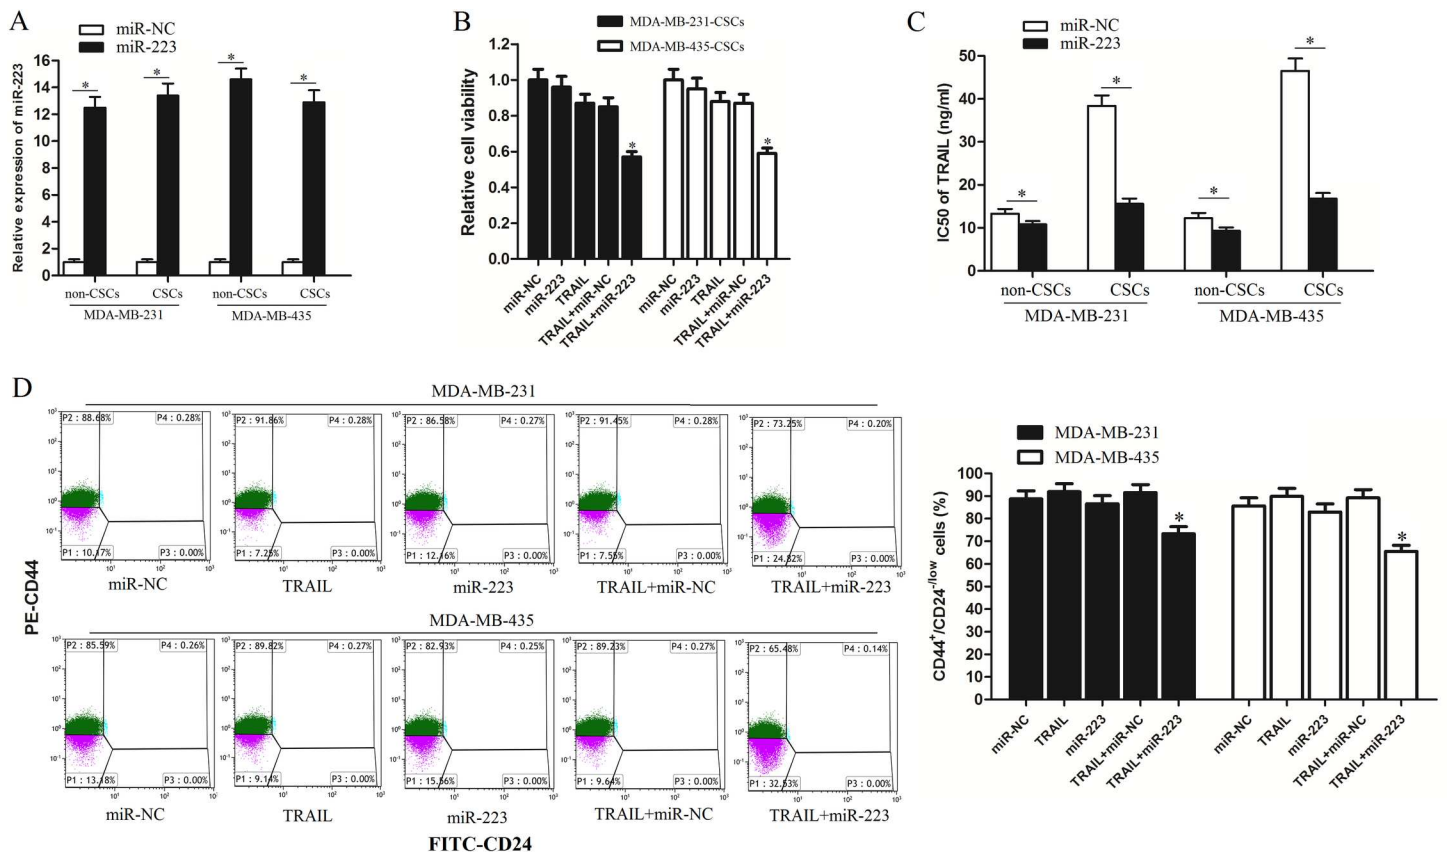 A
miR-NC
miR-223
Relative expression of miR-223
16
14
12
10
8
6
4
2
0
* * * *
non-CSCs CSCs non-CSCs CSCs
MDA-MB-231 MDA-MB-435
B
MDA-MB-231-CSCs
MDA-MB-435-CSCs
Relative cell viability
1.2
1.0
0.8
0.6
0.4
0.2
0.0
* *
miR-NC miR-223 TRAIL TRAIL+miR-NC TRAIL+miR-223 miR-NC miR-223 TRAIL TRAIL+miR-NC TRAIL+miR-223
C
miR-NC
miR-223
IC50 of TRAIL (ng/ml)
50
40
30
20
10
0
* * * *
non-CSCs CSCs non-CSCs CSCs
MDA-MB-231 MDA-MB-435
D
MDA-MB-231
P2 : 88.68% P4 : 0.28% P2 : 91.86% P4 : 0.28% P2 : 86.58% P4 : 0.27% P2 : 91.45% P4 : 0.28% P2 : 73.25% P4 : 0.20%
P1 : 10.47% P3 : 0.00% P1 : 7.25% P3 : 0.00% P1 : 12.46% P3 : 0.00% P1 : 7.55% P3 : 0.00% P1 : 24.82% P3 : 0.00%
miR-NC TRAIL miR-223 TRAIL+miR-NC TRAIL+miR-223
PE-CD44
MDA-MB-435
P2 : 85.59% P4 : 0.26% P2 : 89.82% P4 : 0.27% P2 : 82.93% P4 : 0.25% P2 : 89.23% P4 : 0.27% P2 : 65.48% P4 : 0.14%
P1 : 13.48% P3 : 0.00% P1 : 9.14% P3 : 0.00% P1 : 15.56% P3 : 0.00% P1 : 9.64% P3 : 0.00% P1 : 32.53% P3 : 0.00%
miR-NC TRAIL miR-223 TRAIL+miR-NC TRAIL+miR-223
FITC-CD24
MDA-MB-231
MDA-MB-435
CD44+/CD24-/low cells (%)
100
90
80
70
60
50
40
30
20
10
0
* *
miR-NC TRAIL miR-223 TRAIL+miR-NC TRAIL+miR-223 miR-NC TRAIL miR-223 TRAIL+miR-NC TRAIL+miR-223